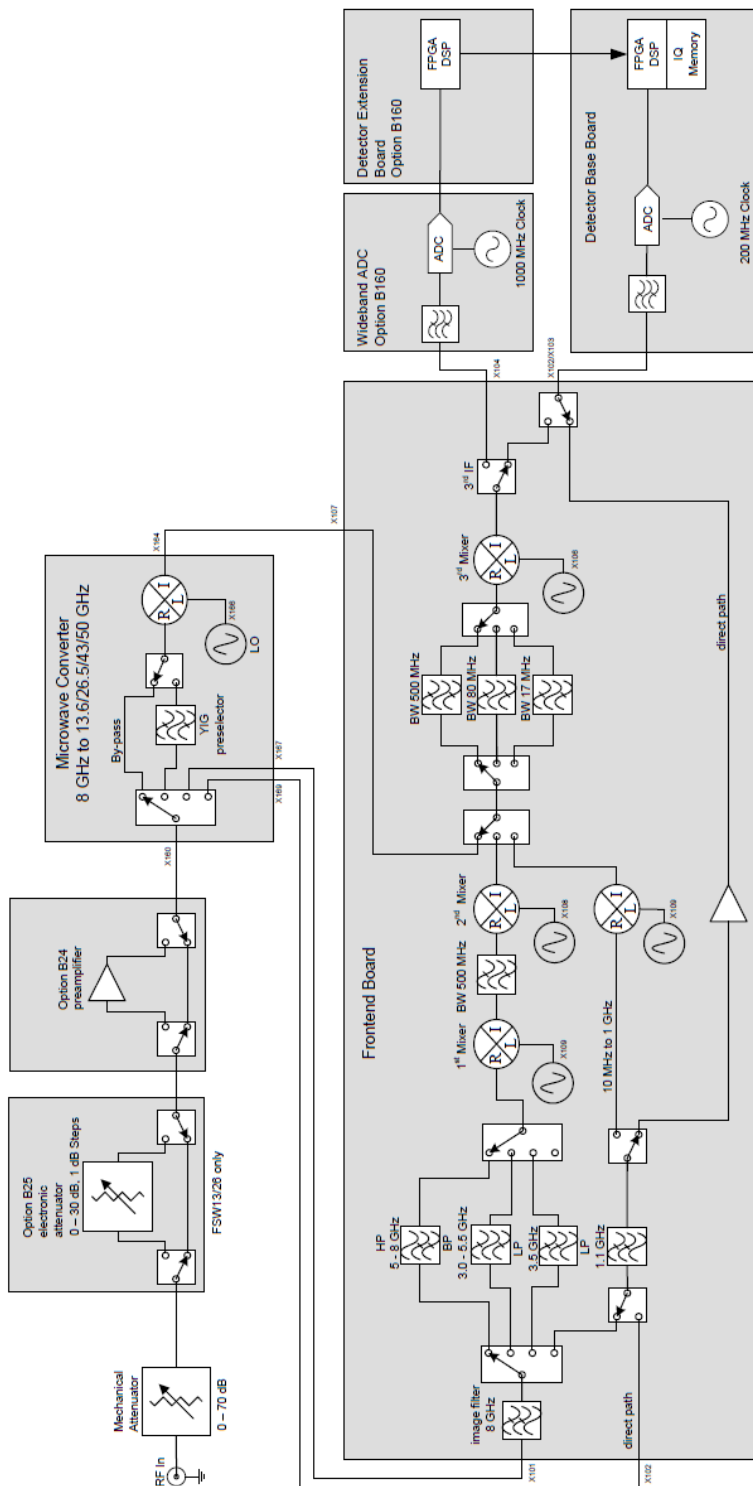 RF In
Mechanical
Attenuator
0 – 70 dB
Option B25
electronic
attenuator
0 – 30 dB, 1 dB Steps
FSW13/26 only
Option B24
preamplifier
X160
Microwave Converter
8 GHz to 13.6/26.5/43/50 GHz
By-pass
YIG
preselector
R
I
L
X166
LO
X164
X167
X169
X107
Frontend Board
X101
image filter
8 GHz
HP
5 - 8 GHz
BP
3.0 - 5.5 GHz
LP
3.5 GHz
LP
1.1 GHz
X102
direct path
1st Mixer
R
I
L
X109
BW 500 MHz
2nd Mixer
R
I
L
X108
10 MHz to 1 GHz
R
I
L
X109
BW 500 MHz
BW 80 MHz
BW 17 MHz
3rd Mixer
R
I
L
X106
3rd IF
direct path
X104
X102/X103
Wideband ADC
Option B160
ADC
1000 MHz Clock
Detector Extension
Board
Option B160
FPGA
DSP
Detector Base Board
ADC
200 MHz Clock
FPGA
DSP
IQ
Memory